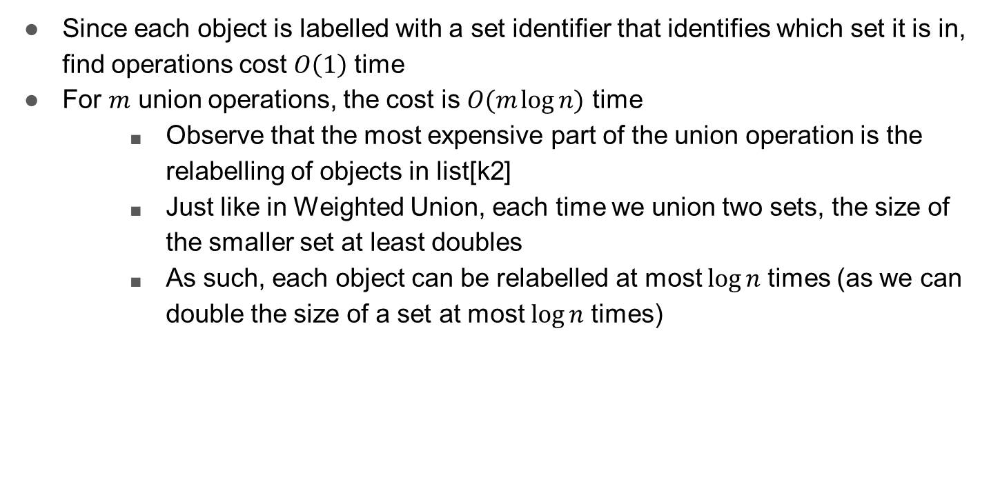 ● Since each object is labelled with a set identifier that identifies which set it is in,
find operations cost 𝑂(1) time
● For 𝑚 union operations, the cost is 𝑂(𝑚 log 𝑛) time
■ Observe that the most expensive part of the union operation is the
relabelling of objects in list[k2]
■ Just like in Weighted Union, each time we union two sets, the size of
the smaller set at least doubles
■ As such, each object can be relabelled at most log 𝑛 times (as we can
double the size of a set at most log 𝑛 times)